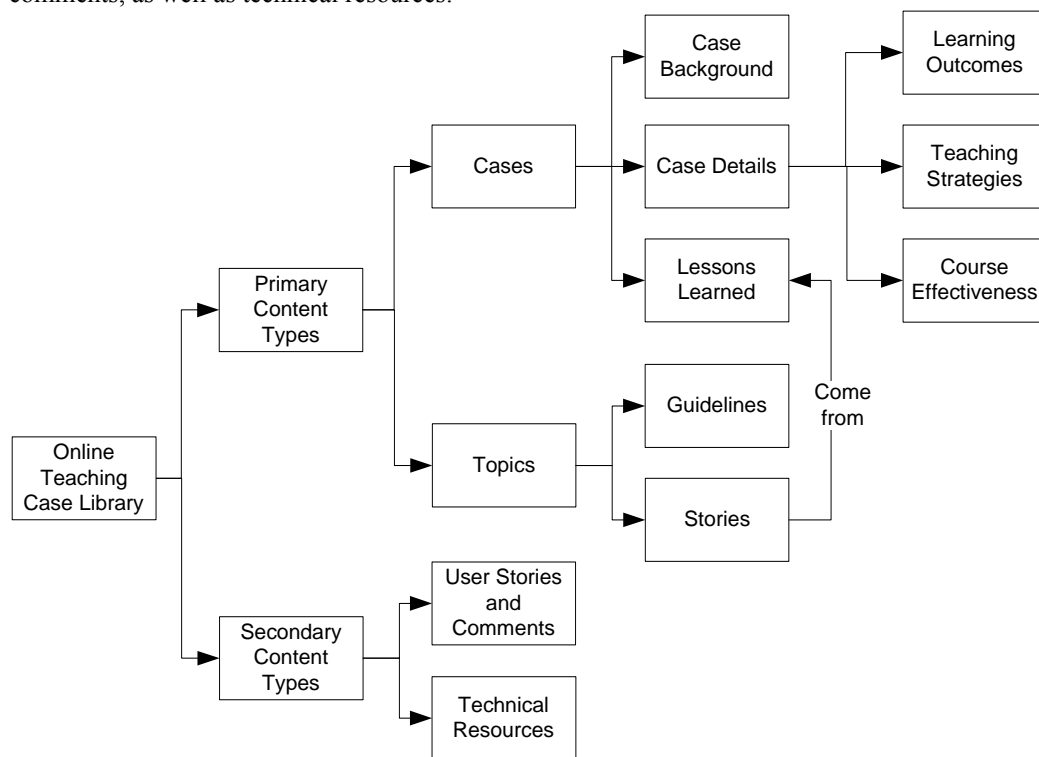 comments, as well as technical resources.
Case
Background
Learning
Outcomes
Cases
Case Details
Teaching
Strategies
Primary
Content
Types
Lessons
Learned
Course
Effectiveness
Guidelines
Come
from
Online
Teaching
Case Library
Topics
Stories
User Stories
and
Comments
Secondary
Content
Types
Technical
Resources